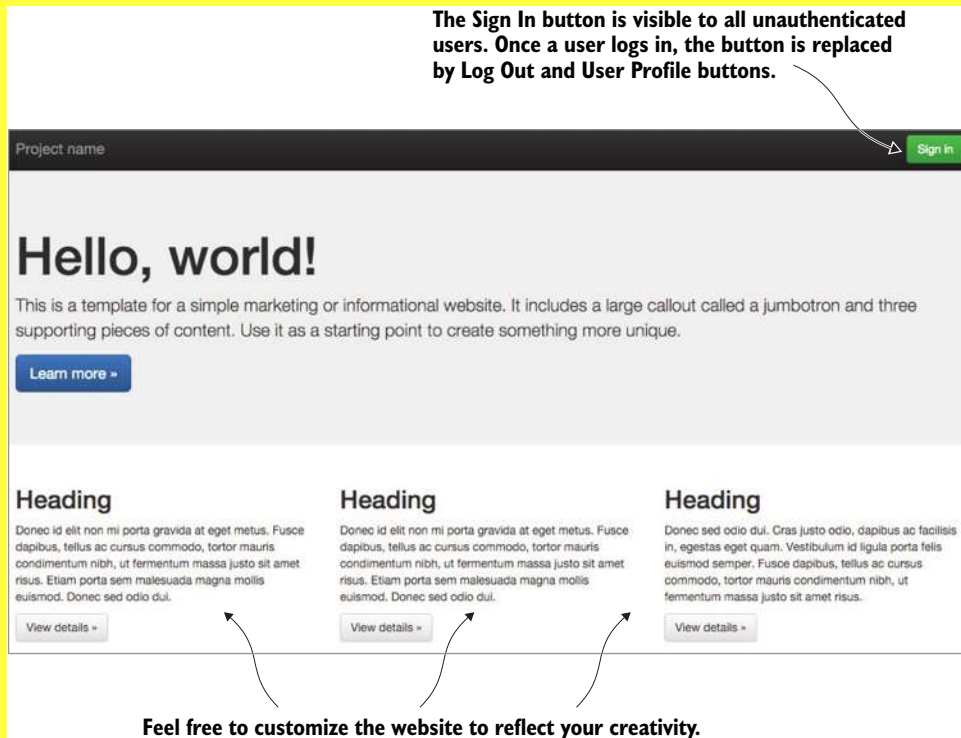 The Sign In button is visible to all unauthenticated
users. Once a user logs in, the button is replaced
by Log Out and User Profile buttons.
Project name
Sign in
Hello, world!
This is a template for a simple marketing or informational website. It includes a large callout called a jumbotron and three
supporting pieces of content. Use it as a starting point to create something more unique.
Learn more »
Heading
Donec id elit non mi porta gravida at eget metus. Fusce
dapibus, tellus ac cursus commodo, tortor mauris
condimentum nibh, ut fermentum massa justo sit amet
risus. Etiam porta sem malesuada magna mollis
euismod. Donec sed odio dui.
View details »
Heading
Donec id elit non mi porta gravida at eget metus. Fusce
dapibus, tellus ac cursus commodo, tortor mauris
condimentum nibh, ut fermentum massa justo sit amet
risus. Etiam porta sem malesuada magna mollis
euismod. Donec sed odio dui.
View details »
Heading
Donec sed odio dui. Cras justo odio, dapibus ac facilisis
in, egestas eget quam. Vestibulum id ligula porta felis
euismod semper. Fusce dapibus, tellus ac cursus
commodo, tortor mauris condimentum nibh, ut
fermentum massa justo sit amet risus.
View details »
Feel free to customize the website to reflect your creativity.